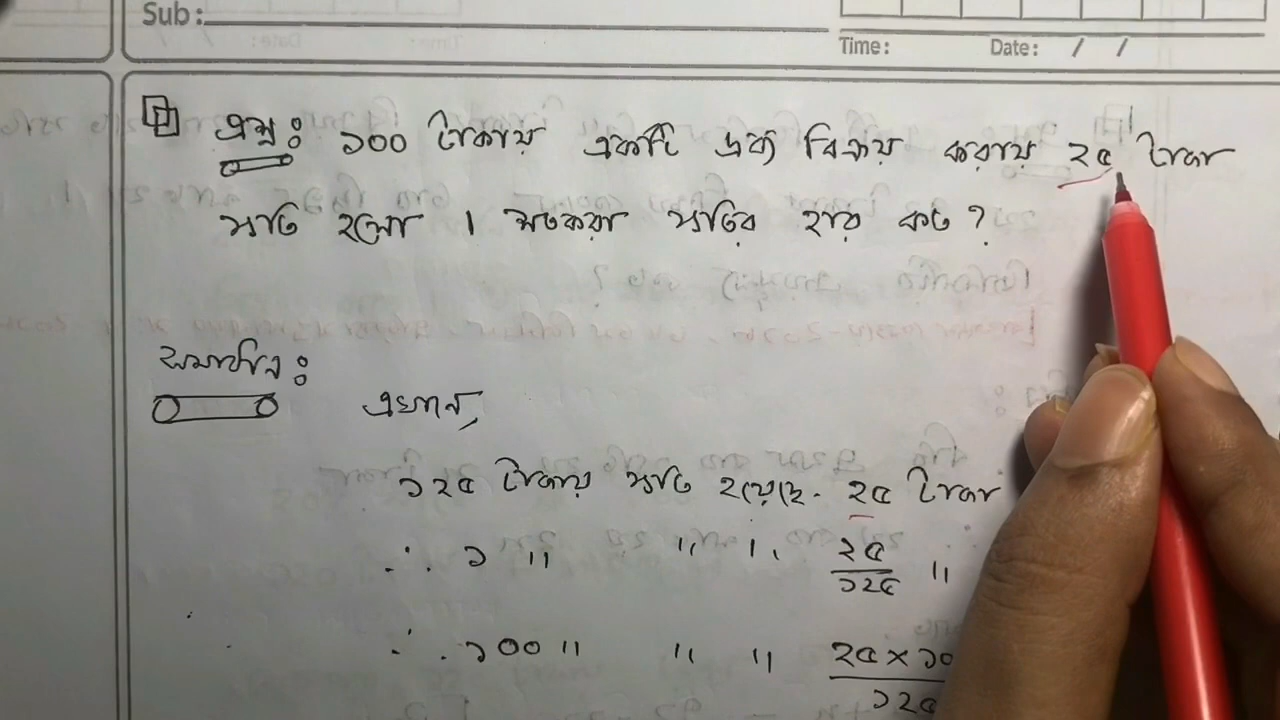 Sub:
Time: Date: / /
প্রশ্নঃ ১০০ টাকায় একটি দ্রব্য বিক্রয় করায় ২৫ টাকা
ক্ষতি হলো । শতকরা ক্ষতির হার কত ?
সমাধানঃ
এখানে,
১২৫ টাকায় ক্ষতি হয়েছে- ২৫ টাকা
∴ ১ " " " ২৫/১২৫ "
∴ ১০০ " " " ২৫ × ১০
১২৫